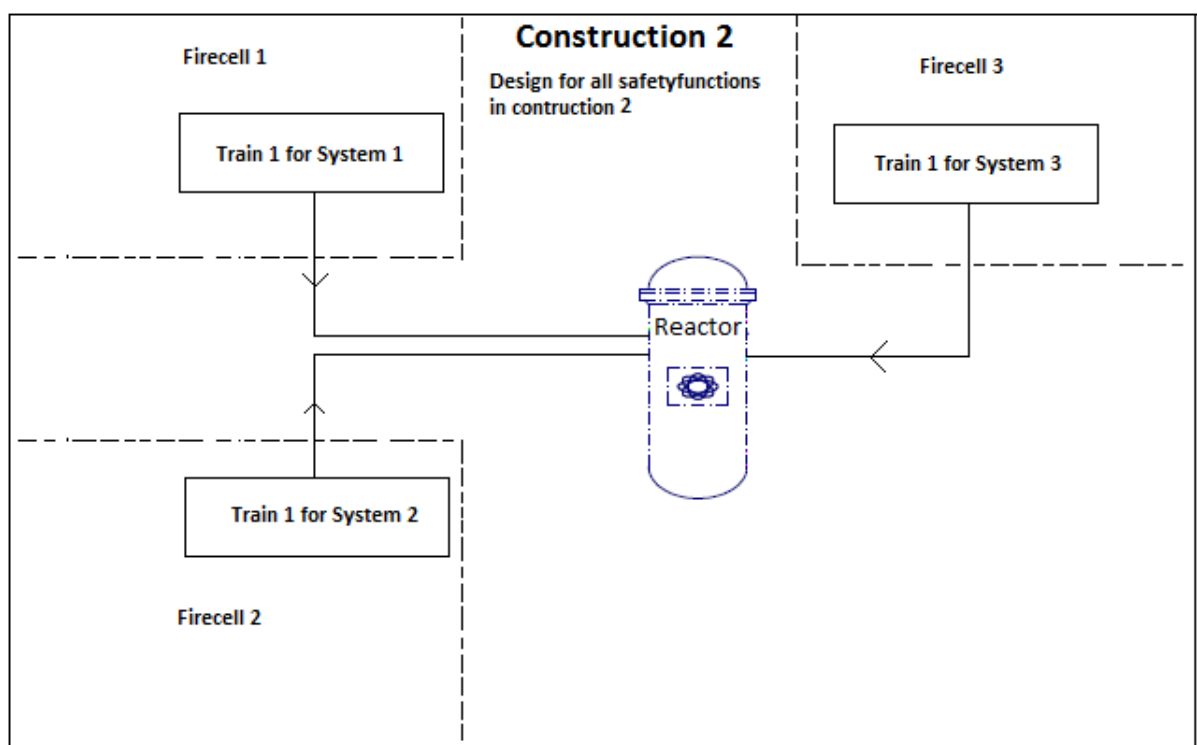 Construction 2
Design for all safetyfunctions
in contruction 2
Firecell 1
Firecell 3
Train 1 for System 1
Train 1 for System 3
Reactor
Train 1 for System 2
Firecell 2